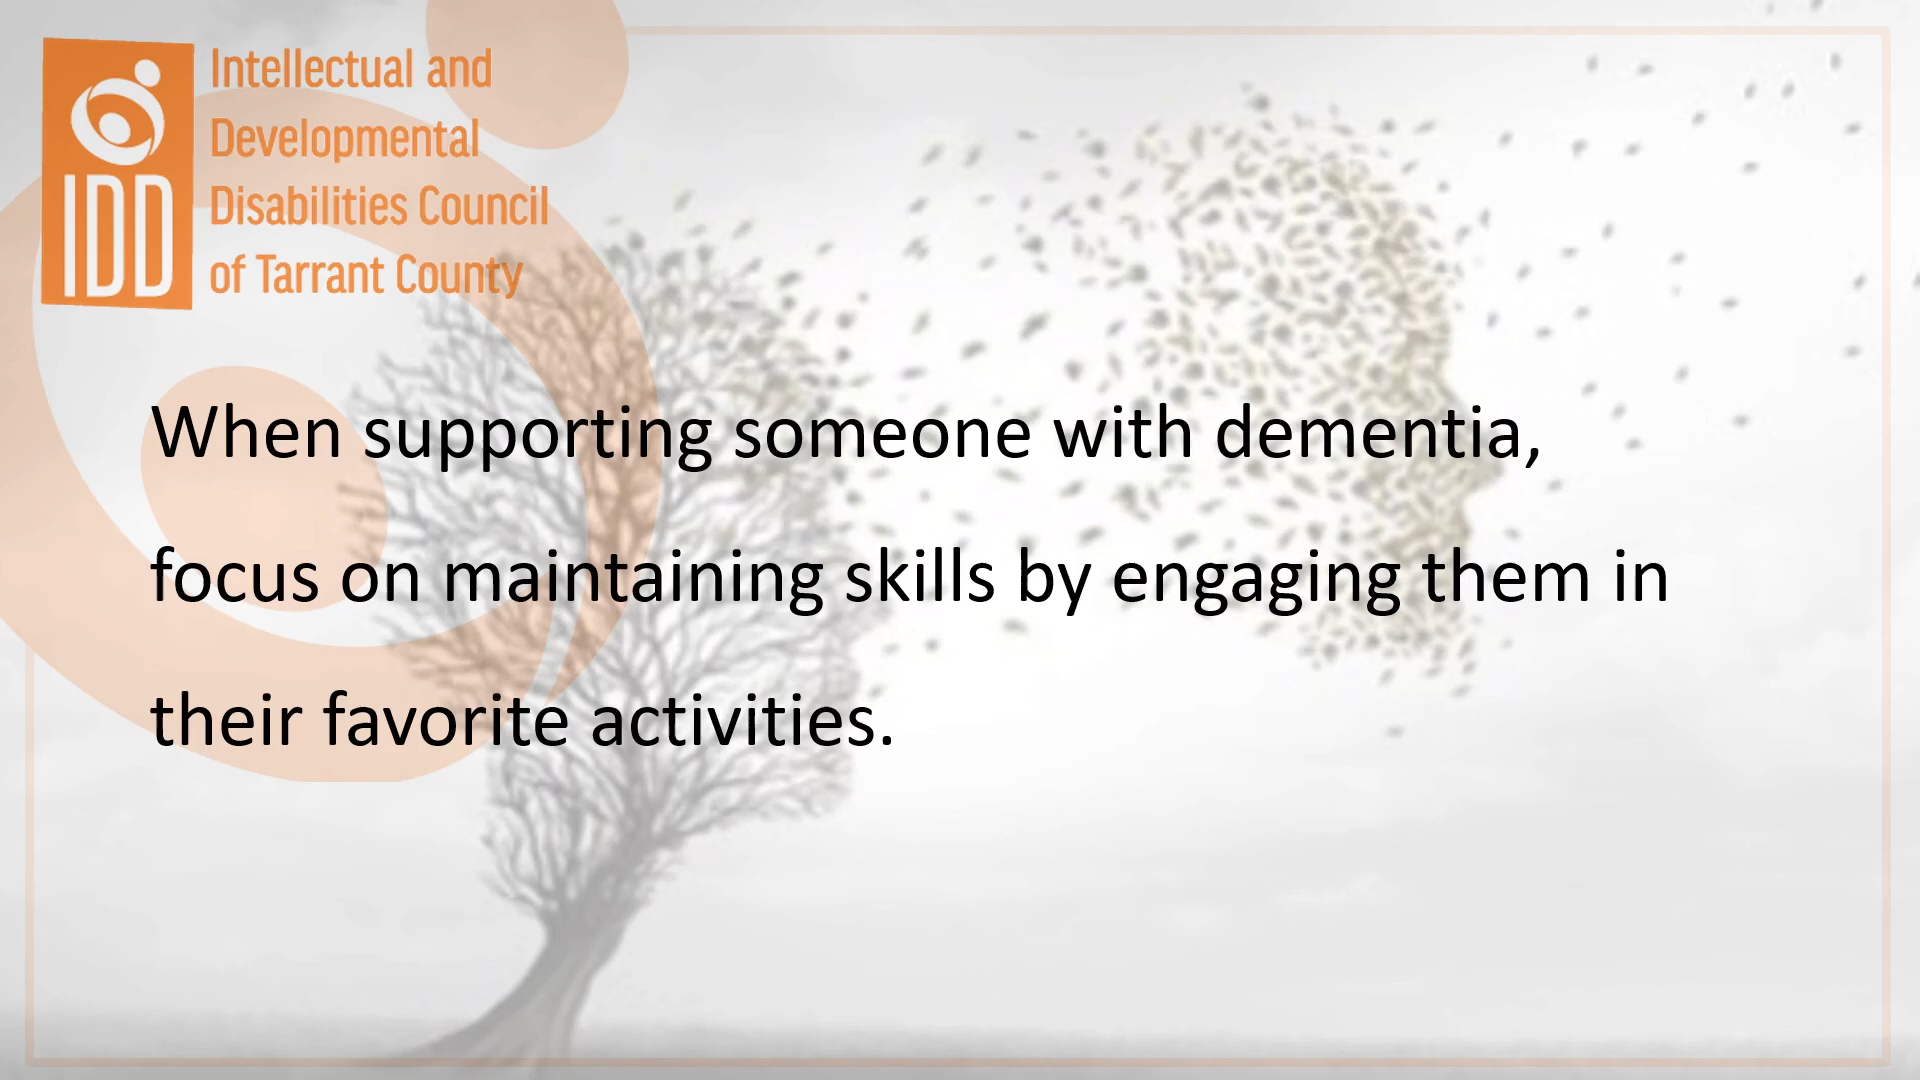 IDD
Intellectual and
Developmental
Disabilities Council
of Tarrant County
When supporting someone with dementia,
focus on maintaining skills by engaging them in
their favorite activities.